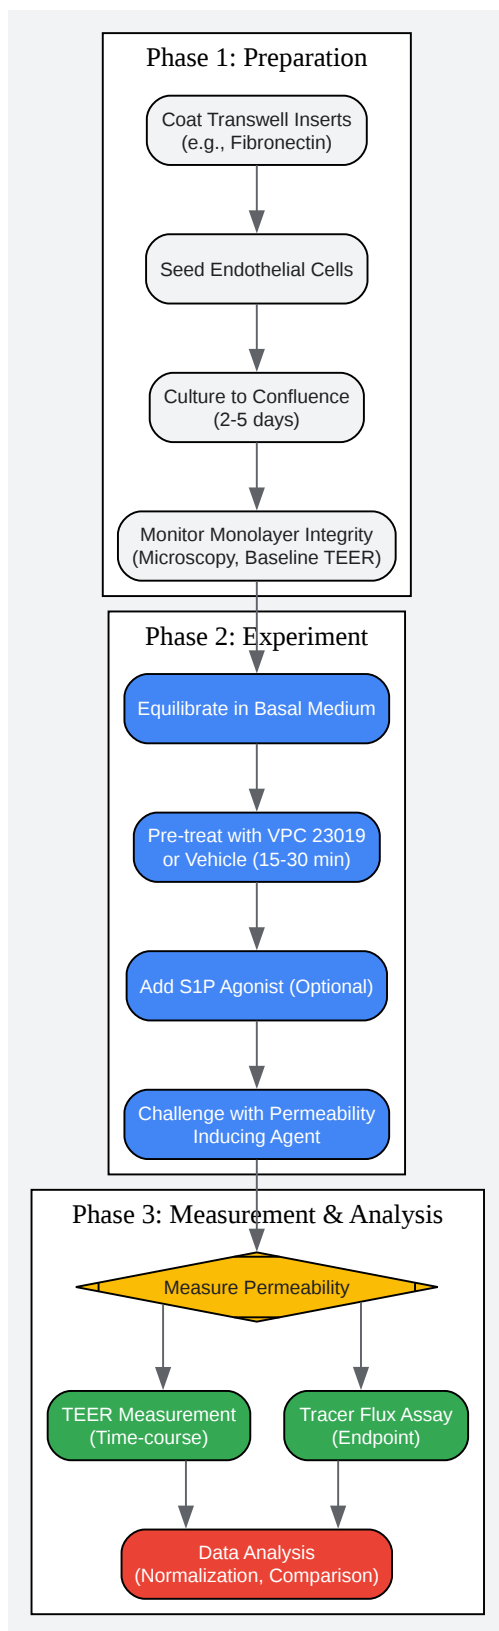 Phase 1: Preparation
Coat Transwell Inserts
(e.g., Fibronectin)
Seed Endothelial Cells
Culture to Confluence
(2-5 days)
Monitor Monolayer Integrity
(Microscopy, Baseline TEER)
Phase 2: Experiment
Equilibrate in Basal Medium
Pre-treat with VPC 23019
or Vehicle (15-30 min)
Add S1P Agonist (Optional)
Challenge with Permeability
Inducing Agent
Phase 3: Measurement & Analysis
Measure Permeability
TEER Measurement
(Time-course)
Tracer Flux Assay
(Endpoint)
Data Analysis
(Normalization, Comparison)